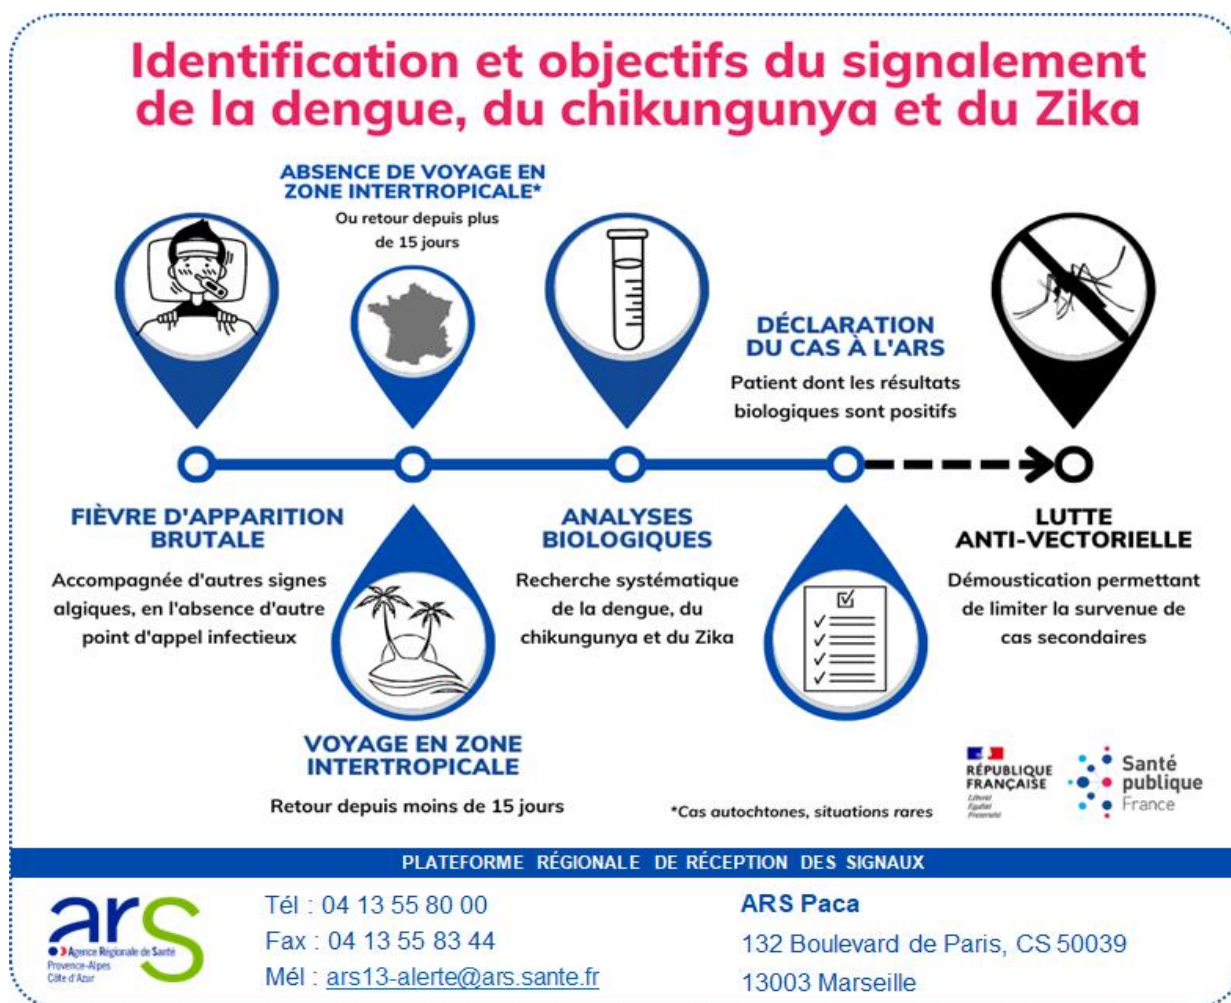 Identification et objectifs du signalement
de la dengue, du chikungunya et du Zika
ABSENCE DE VOYAGE EN
ZONE INTERTROPICALE*
Ou retour depuis plus
de 15 jours
DÉCLARATION
DU CAS À L'ARS
Patient dont les résultats
biologiques sont positifs
FIÈVRE D'APPARITION
BRUTALE
Accompagnée d'autres signes
algiques, en l'absence d'autre
point d'appel infectieux
ANALYSES
BIOLOGIQUES
Recherche systématique
de la dengue, du
chikungunya et du Zika
LUTTE
ANTI-VECTORIELLE
Démoustication permettant
de limiter la survenue de
cas secondaires
VOYAGE EN ZONE
INTERTROPICALE
Retour depuis moins de 15 jours
*Cas autochtones, situations rares
RÉPUBLIQUE
FRANÇAISE
Liberté
Égalité
Fraternité
Santé
publique
France
PLATEFORME RÉGIONALE DE RÉCEPTION DES SIGNAUX
ars
Agence Régionale de Santé
Provence-Alpes
Côte d'Azur
Tél : 04 13 55 80 00
Fax : 04 13 55 83 44
Mél : ars13-alerte@ars.sante.fr
ARS Paca
132 Boulevard de Paris, CS 50039
13003 Marseille